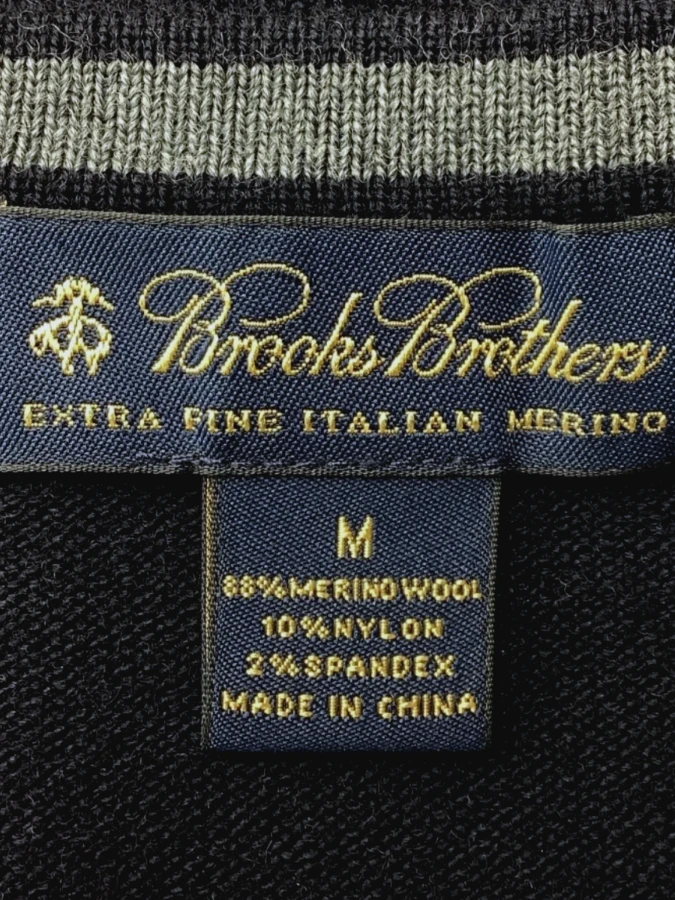 Brooks Brothers
EXTRA FINE ITALIAN MERINO
M
88%MERINO WOOL
10%NYLON
2%SPANDEX
MADE IN CHINA